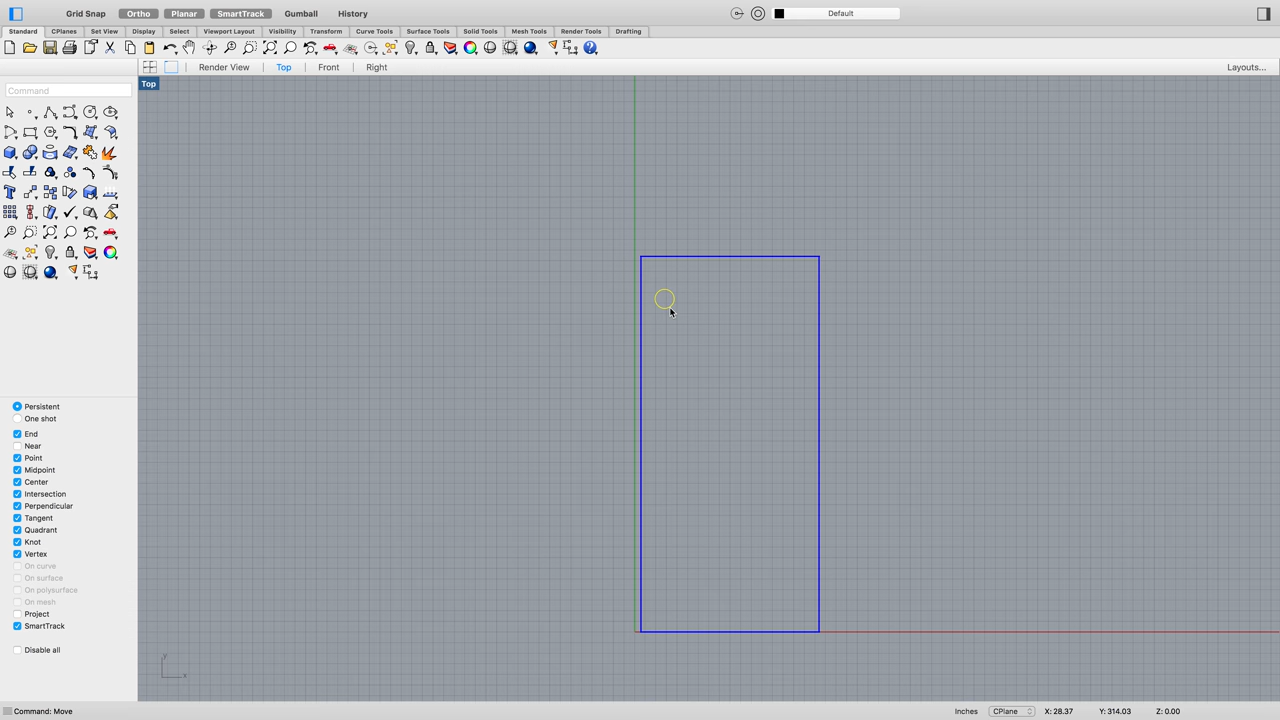 Grid Snap Ortho Planar SmartTrack Gumball History Default
Standard CPlanes Set View Display Select Viewport Layout Visibility Transform Curve Tools Surface Tools Solid Tools Mesh Tools Render Tools Drafting
Render View Top Front Right Layouts...
Top
Command
Persistent
One shot
End
Near
Point
Midpoint
Center
Intersection
Perpendicular
Tangent
Quadrant
Knot
Vertex
On curve
On surface
On polysurface
On mesh
Project
SmartTrack
Disable all
y
x
Command: Move Inches CPlane X: 28.37 Y: 314.03 Z: 0.00